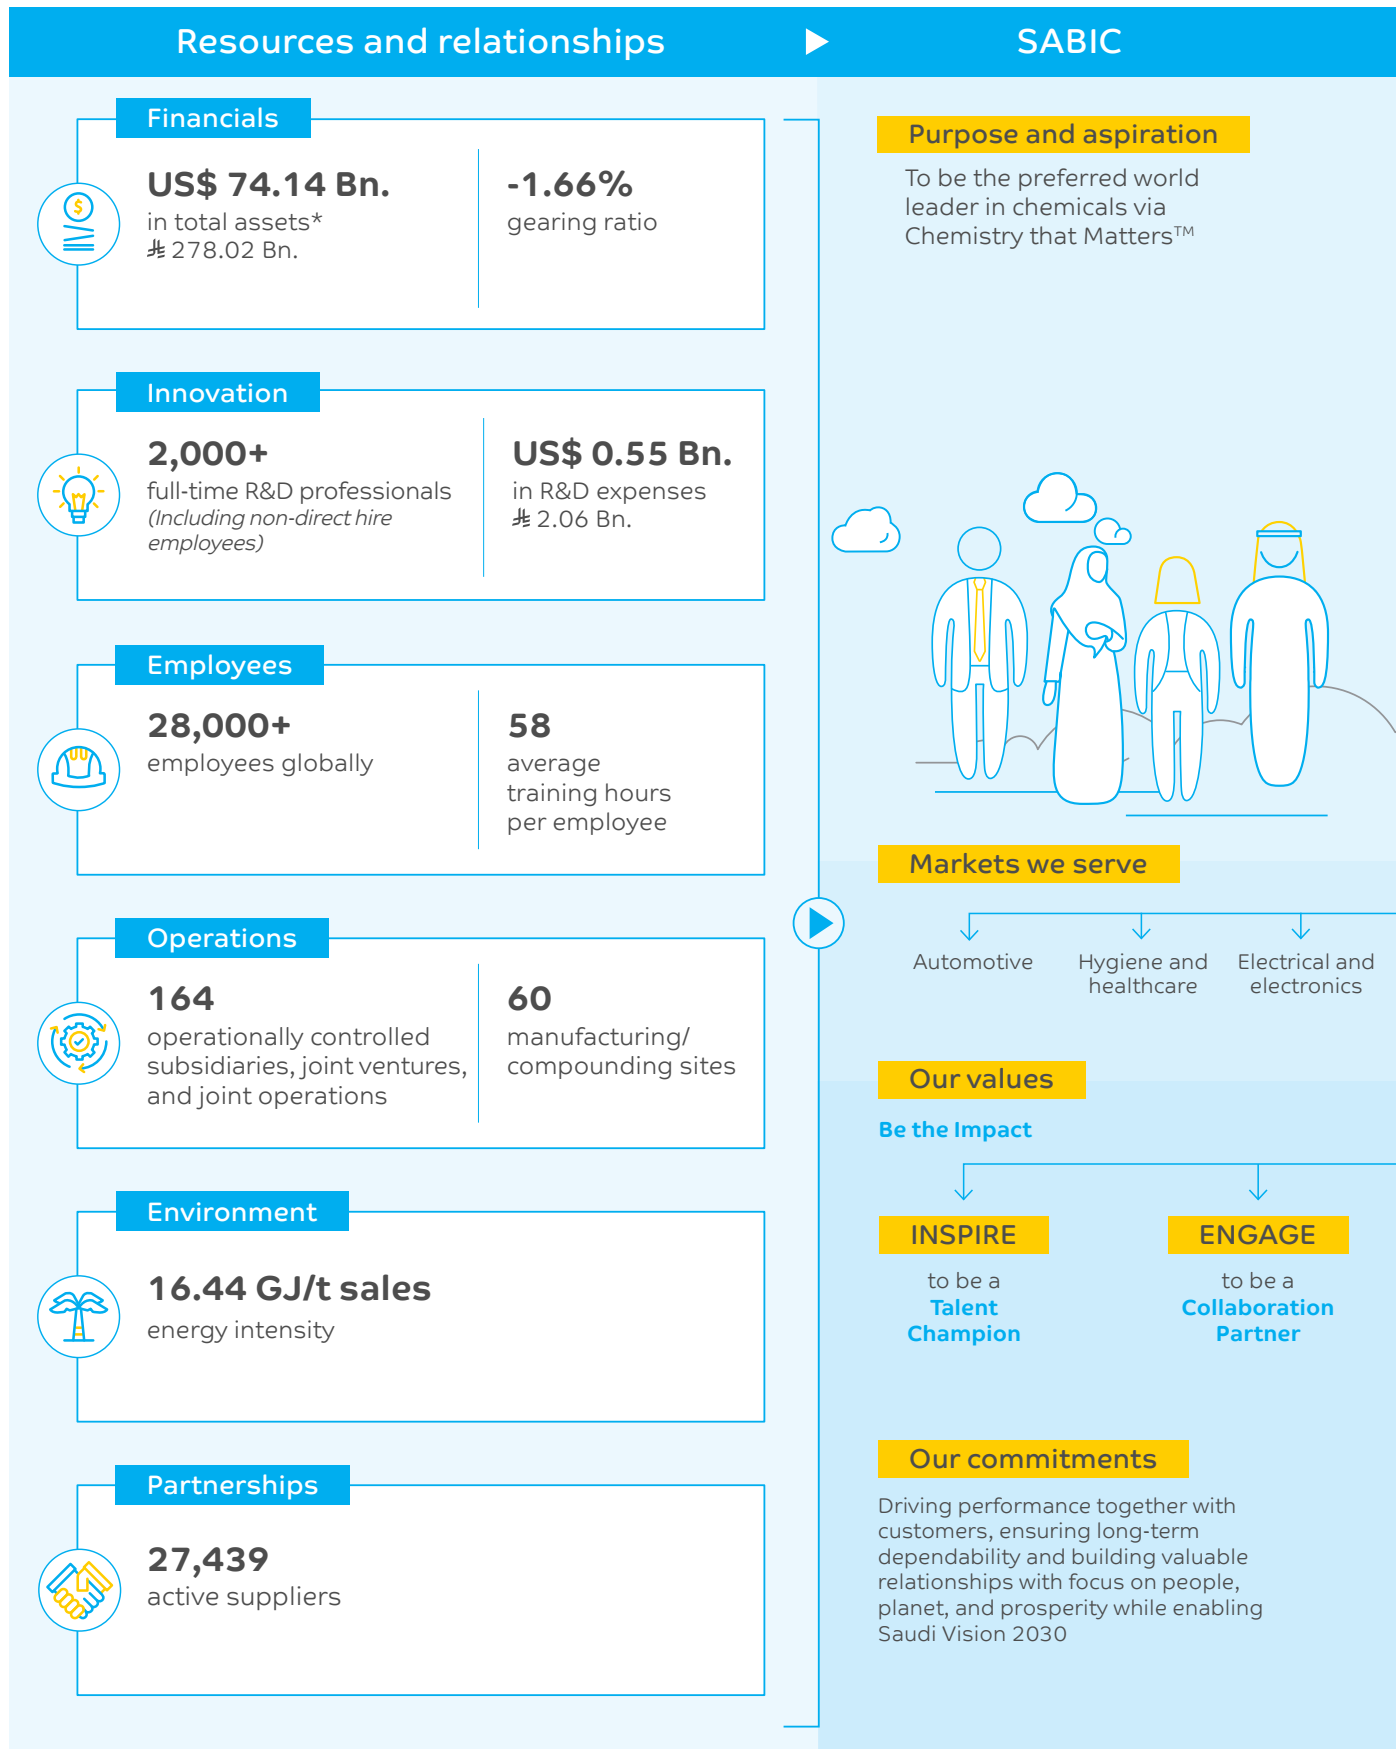 Resources and relationships
SABIC
Financials
US$ 74.14 Bn.
in total assets*
⃁ 278.02 Bn.
-1.66%
gearing ratio
Innovation
2,000+
full-time R&D professionals
(Including non-direct hire
employees)
US$ 0.55 Bn.
in R&D expenses
⃁ 2.06 Bn.
Employees
28,000+
employees globally
58
average
training hours
per employee
Operations
164
operationally controlled
subsidiaries, joint ventures,
and joint operations
60
manufacturing/
compounding sites
Environment
16.44 GJ/t sales
energy intensity
Partnerships
27,439
active suppliers
Purpose and aspiration
To be the preferred world
leader in chemicals via
Chemistry that Matters™
Markets we serve
Automotive
Hygiene and
healthcare
Electrical and
electronics
Our values
Be the Impact
INSPIRE
to be a
Talent
Champion
ENGAGE
to be a
Collaboration
Partner
Our commitments
Driving performance together with
customers, ensuring long-term
dependability and building valuable
relationships with focus on people,
planet, and prosperity while enabling
Saudi Vision 2030